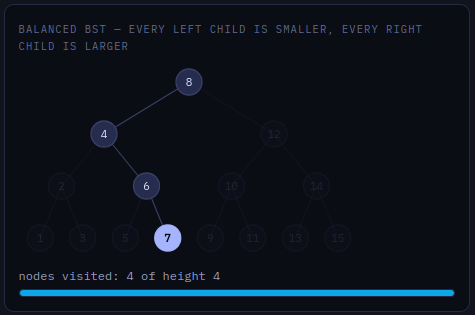 BALANCED BST — EVERY LEFT CHILD IS SMALLER, EVERY RIGHT
CHILD IS LARGER
8
4 12
2 6 10 14
1 3 5 7 9 11 13 15
nodes visited: 4 of height 4